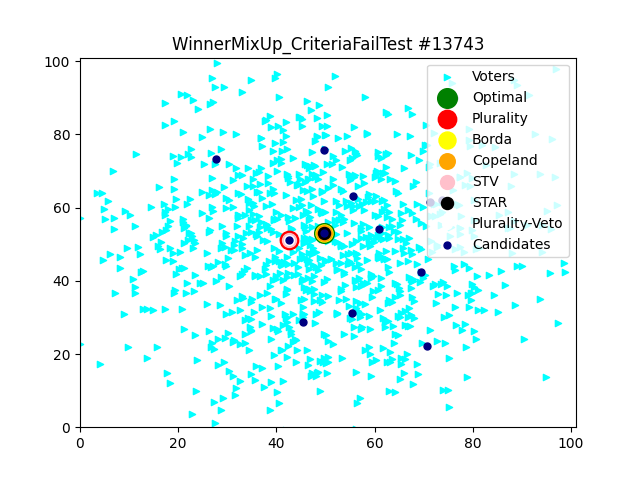 WinnerMixUp_CriteriaFailTest #13743
Voters
Optimal
Plurality
Borda
Copeland
STV
STAR
Plurality-Veto
Candidates
100
80
60
40
20
0
0 20 40 60 80 100